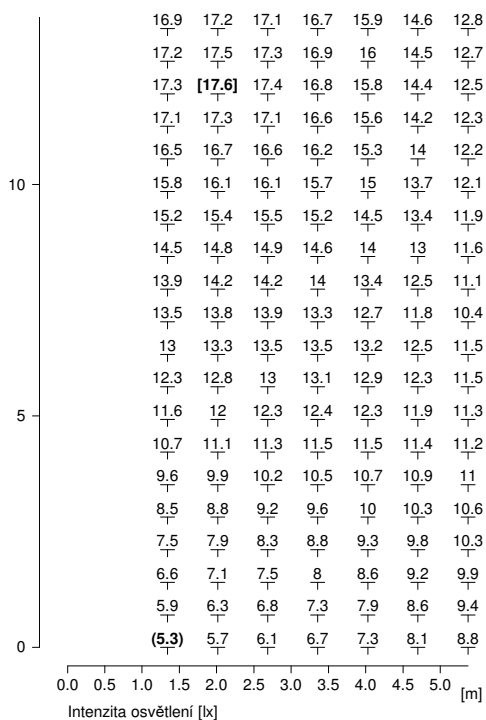 16.9 17.2 17.1 16.7 15.9 14.6 12.8
17.2 17.5 17.3 16.9 16 14.5 12.7
17.3 [17.6] 17.4 16.8 15.8 14.4 12.5
17.1 17.3 17.1 16.6 15.6 14.2 12.3
16.5 16.7 16.6 16.2 15.3 14 12.2
10 15.8 16.1 16.1 15.7 15 13.7 12.1
15.2 15.4 15.5 15.2 14.5 13.4 11.9
14.5 14.8 14.9 14.6 14 13 11.6
13.9 14.2 14.2 14 13.4 12.5 11.1
13.5 13.8 13.9 13.3 12.7 11.8 10.4
13 13.3 13.5 13.5 13.2 12.5 11.5
12.3 12.8 13 13.1 12.9 12.3 11.5
5 11.6 12 12.3 12.4 12.3 11.9 11.3
10.7 11.1 11.3 11.5 11.5 11.4 11.2
9.6 9.9 10.2 10.5 10.7 10.9 11
8.5 8.8 9.2 9.6 10 10.3 10.6
7.5 7.9 8.3 8.8 9.3 9.8 10.3
6.6 7.1 7.5 8 8.6 9.2 9.9
5.9 6.3 6.8 7.3 7.9 8.6 9.4
0 (5.3) 5.7 6.1 6.7 7.3 8.1 8.8
0.0 0.5 1.0 1.5 2.0 2.5 3.0 3.5 4.0 4.5 5.0 [m]
Intenzita osvětlení [lx]